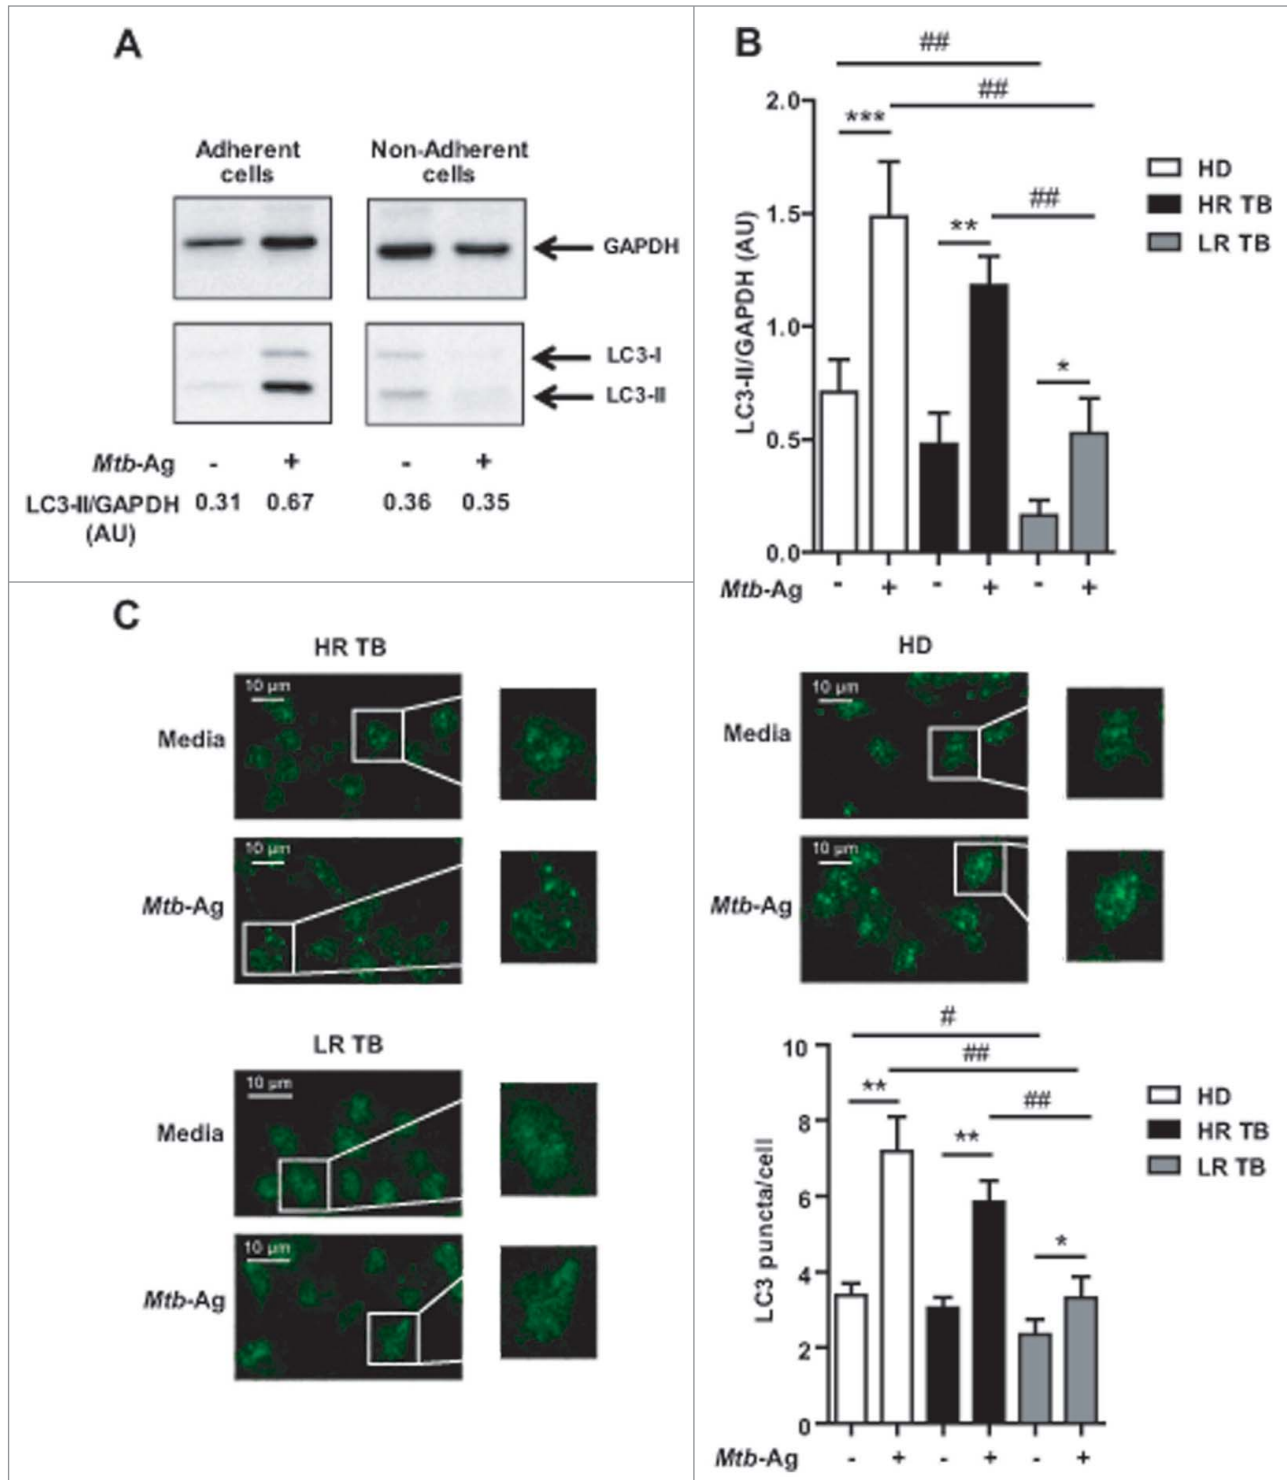 A
Adherent cells
Non-Adherent cells
GAPDH
LC3-I
LC3-II
Mtb-Ag - + - +
LC3-II/GAPDH 0.31 0.67 0.36 0.35
(AU)
B
##
##
***
##
**
*
LC3-II/GAPDH (AU)
2.0
1.5
1.0
0.5
0.0
HD
HR TB
LR TB
Mtb-Ag - + - + - +
C
HR TB
10 µm
Media
10 µm
Mtb-Ag
LR TB
10 µm
Media
10 µm
Mtb-Ag
HD
10 µm
Media
10 µm
Mtb-Ag
#
##
**
##
**
*
LC3 puncta/cell
10
8
6
4
2
0
HD
HR TB
LR TB
Mtb-Ag - + - + - +